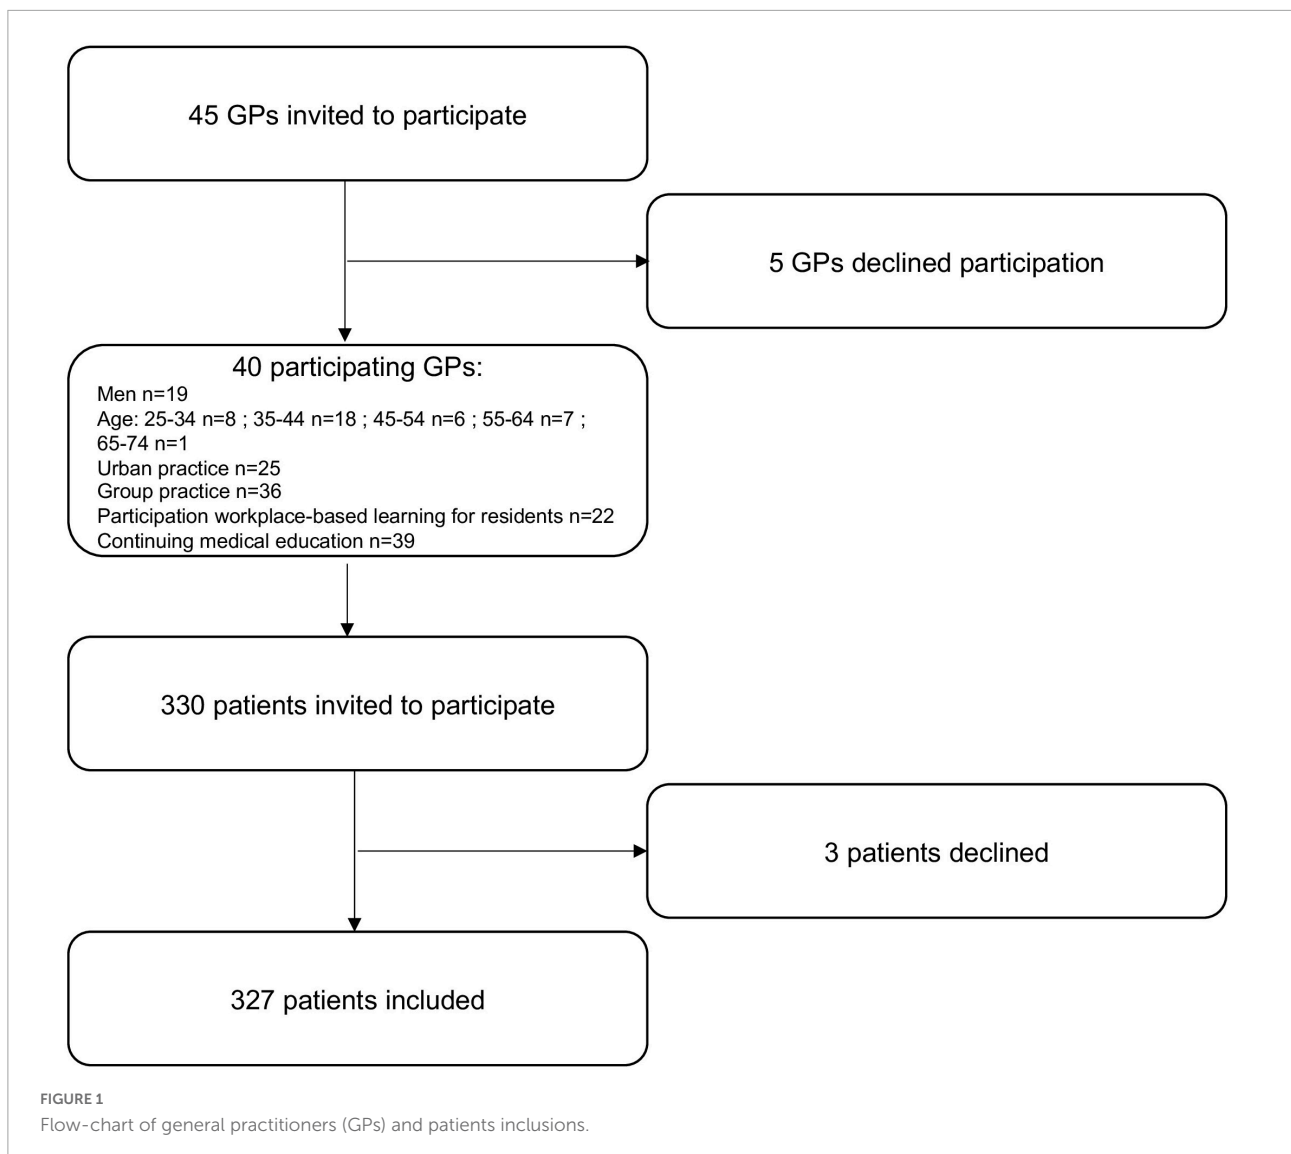 45 GPs invited to participate
5 GPs declined participation
40 participating GPs:
Men n=19
Age: 25-34 n=8 ; 35-44 n=18 ; 45-54 n=6 ; 55-64 n=7 ;
65-74 n=1
Urban practice n=25
Group practice n=36
Participation workplace-based learning for residents n=22
Continuing medical education n=39
330 patients invited to participate
3 patients declined
327 patients included
FIGURE 1
Flow-chart of general practitioners (GPs) and patients inclusions.